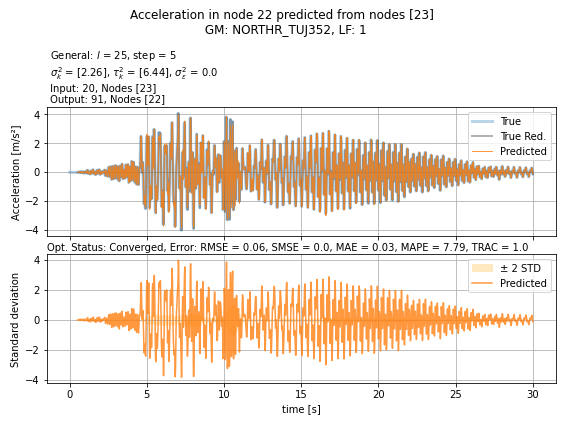 Acceleration in node 22 predicted from nodes [23]
GM: NORTHR_TUJ352, LF: 1
General: l = 25, step = 5
σ²ₖ = [2.26], τ²ₖ = [6.44], σ²ε = 0.0
Input: 20, Nodes [23]
Output: 91, Nodes [22]
4
2
0
−2
−4
Acceleration [m/s²]
True
True Red.
Predicted
Opt. Status: Converged, Error: RMSE = 0.06, SMSE = 0.0, MAE = 0.03, MAPE = 7.79, TRAC = 1.0
4
2
0
−2
−4
Standard deviation
± 2 STD
Predicted
0 5 10 15 20 25 30
time [s]